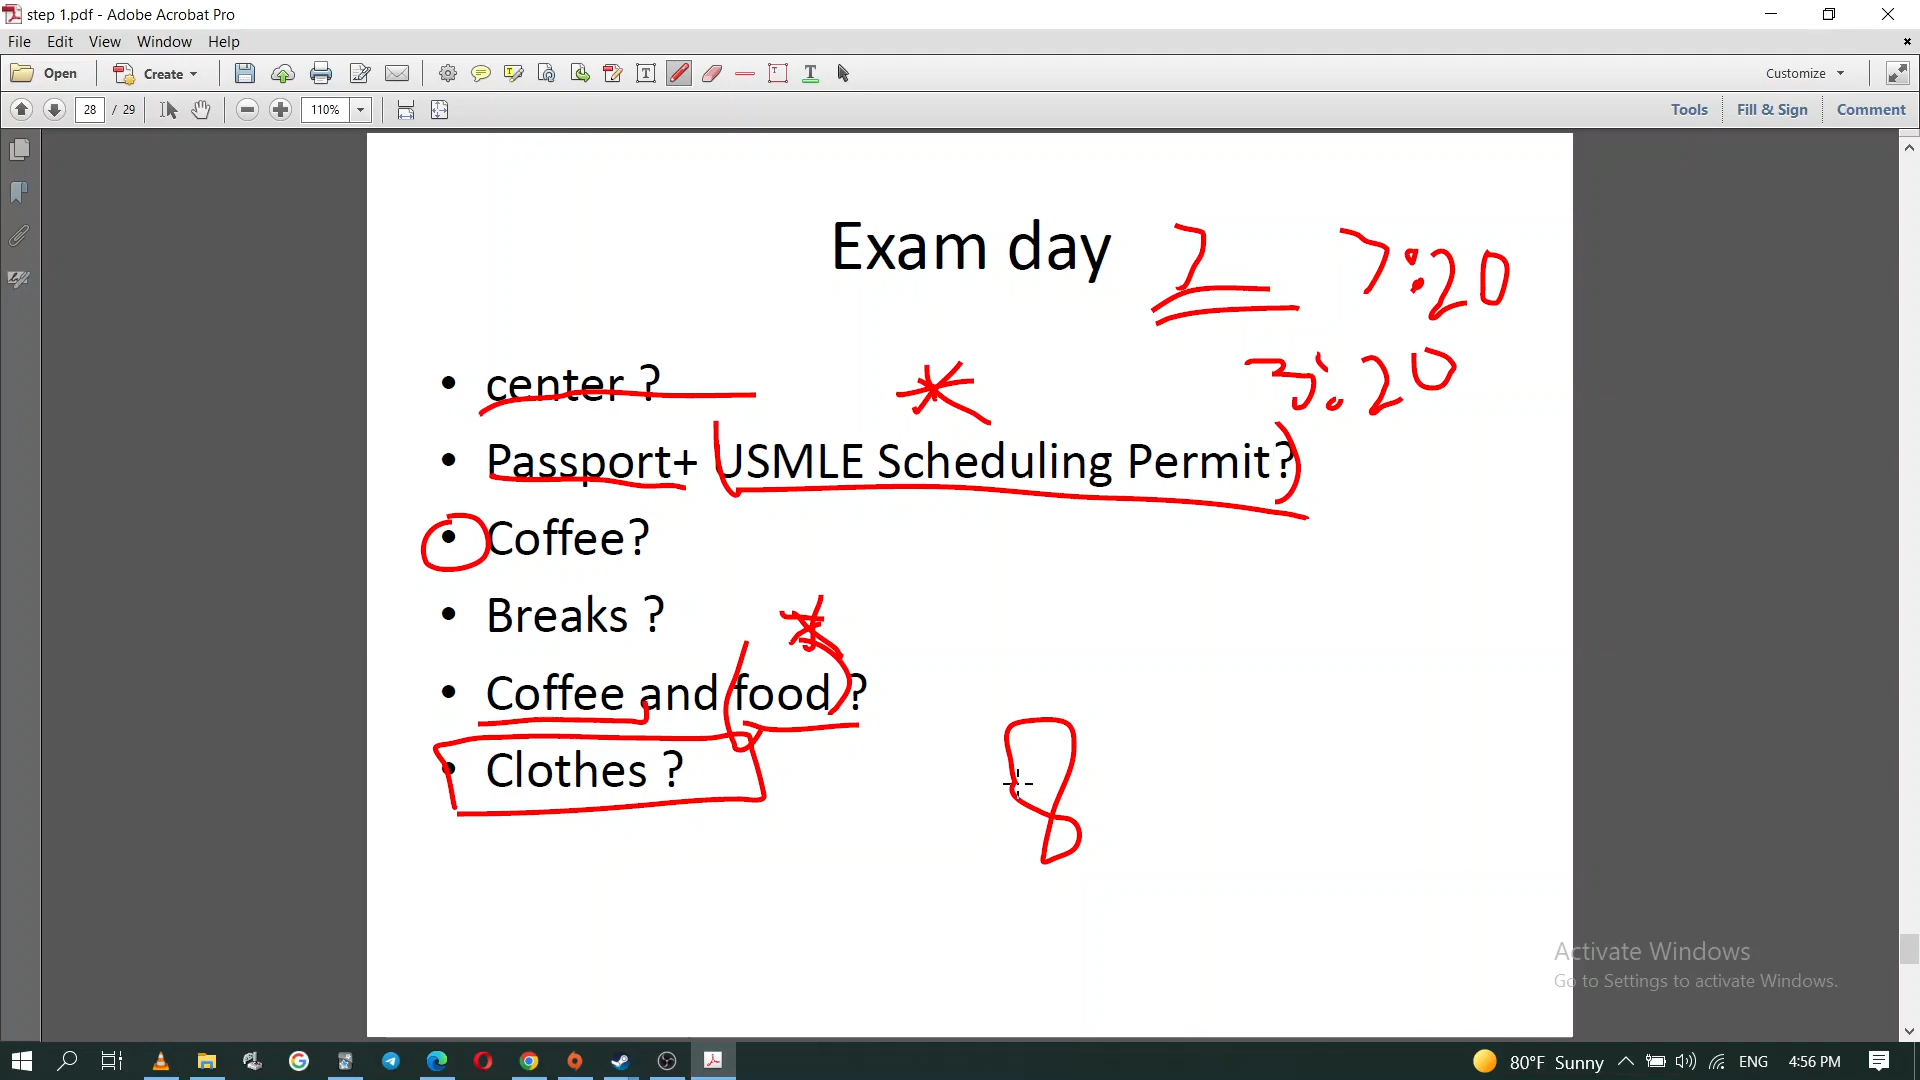 step 1.pdf - Adobe Acrobat Pro
File Edit View Window Help
Open Create Customize
28 / 29 110% Tools Fill & Sign Comment
Exam day 7 7:20
3:20
• center ?
• Passport+ USMLE Scheduling Permit?
• Coffee?
• Breaks ?
• Coffee and food ?
• Clothes ?
8
Activate Windows
Go to Settings to activate Windows.
80°F Sunny ENG 4:56 PM